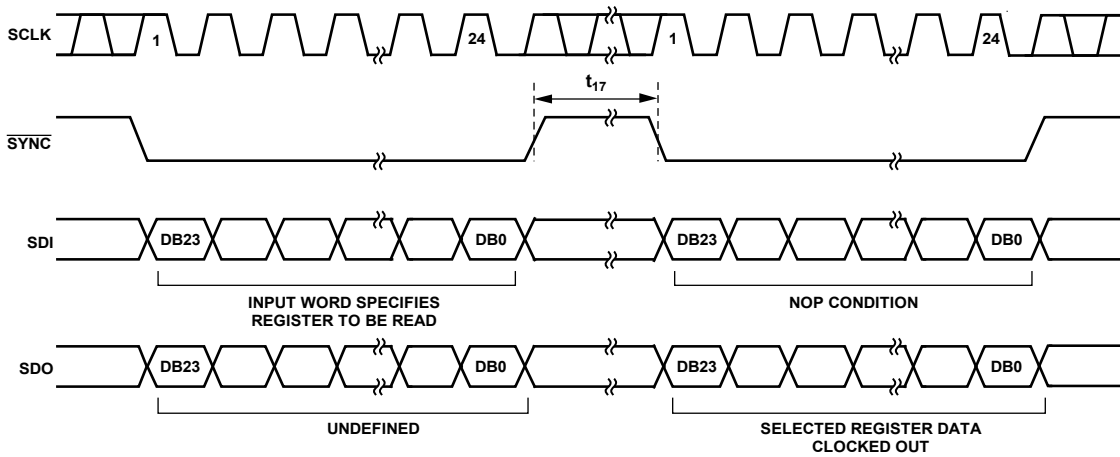 SCLK 1 24 1 24
t17
SYNC
SDI DB23 DB0 DB23 DB0
INPUT WORD SPECIFIES
REGISTER TO BE READ
NOP CONDITION
SDO DB23 DB0 DB23 DB0
UNDEFINED
SELECTED REGISTER DATA
CLOCKED OUT